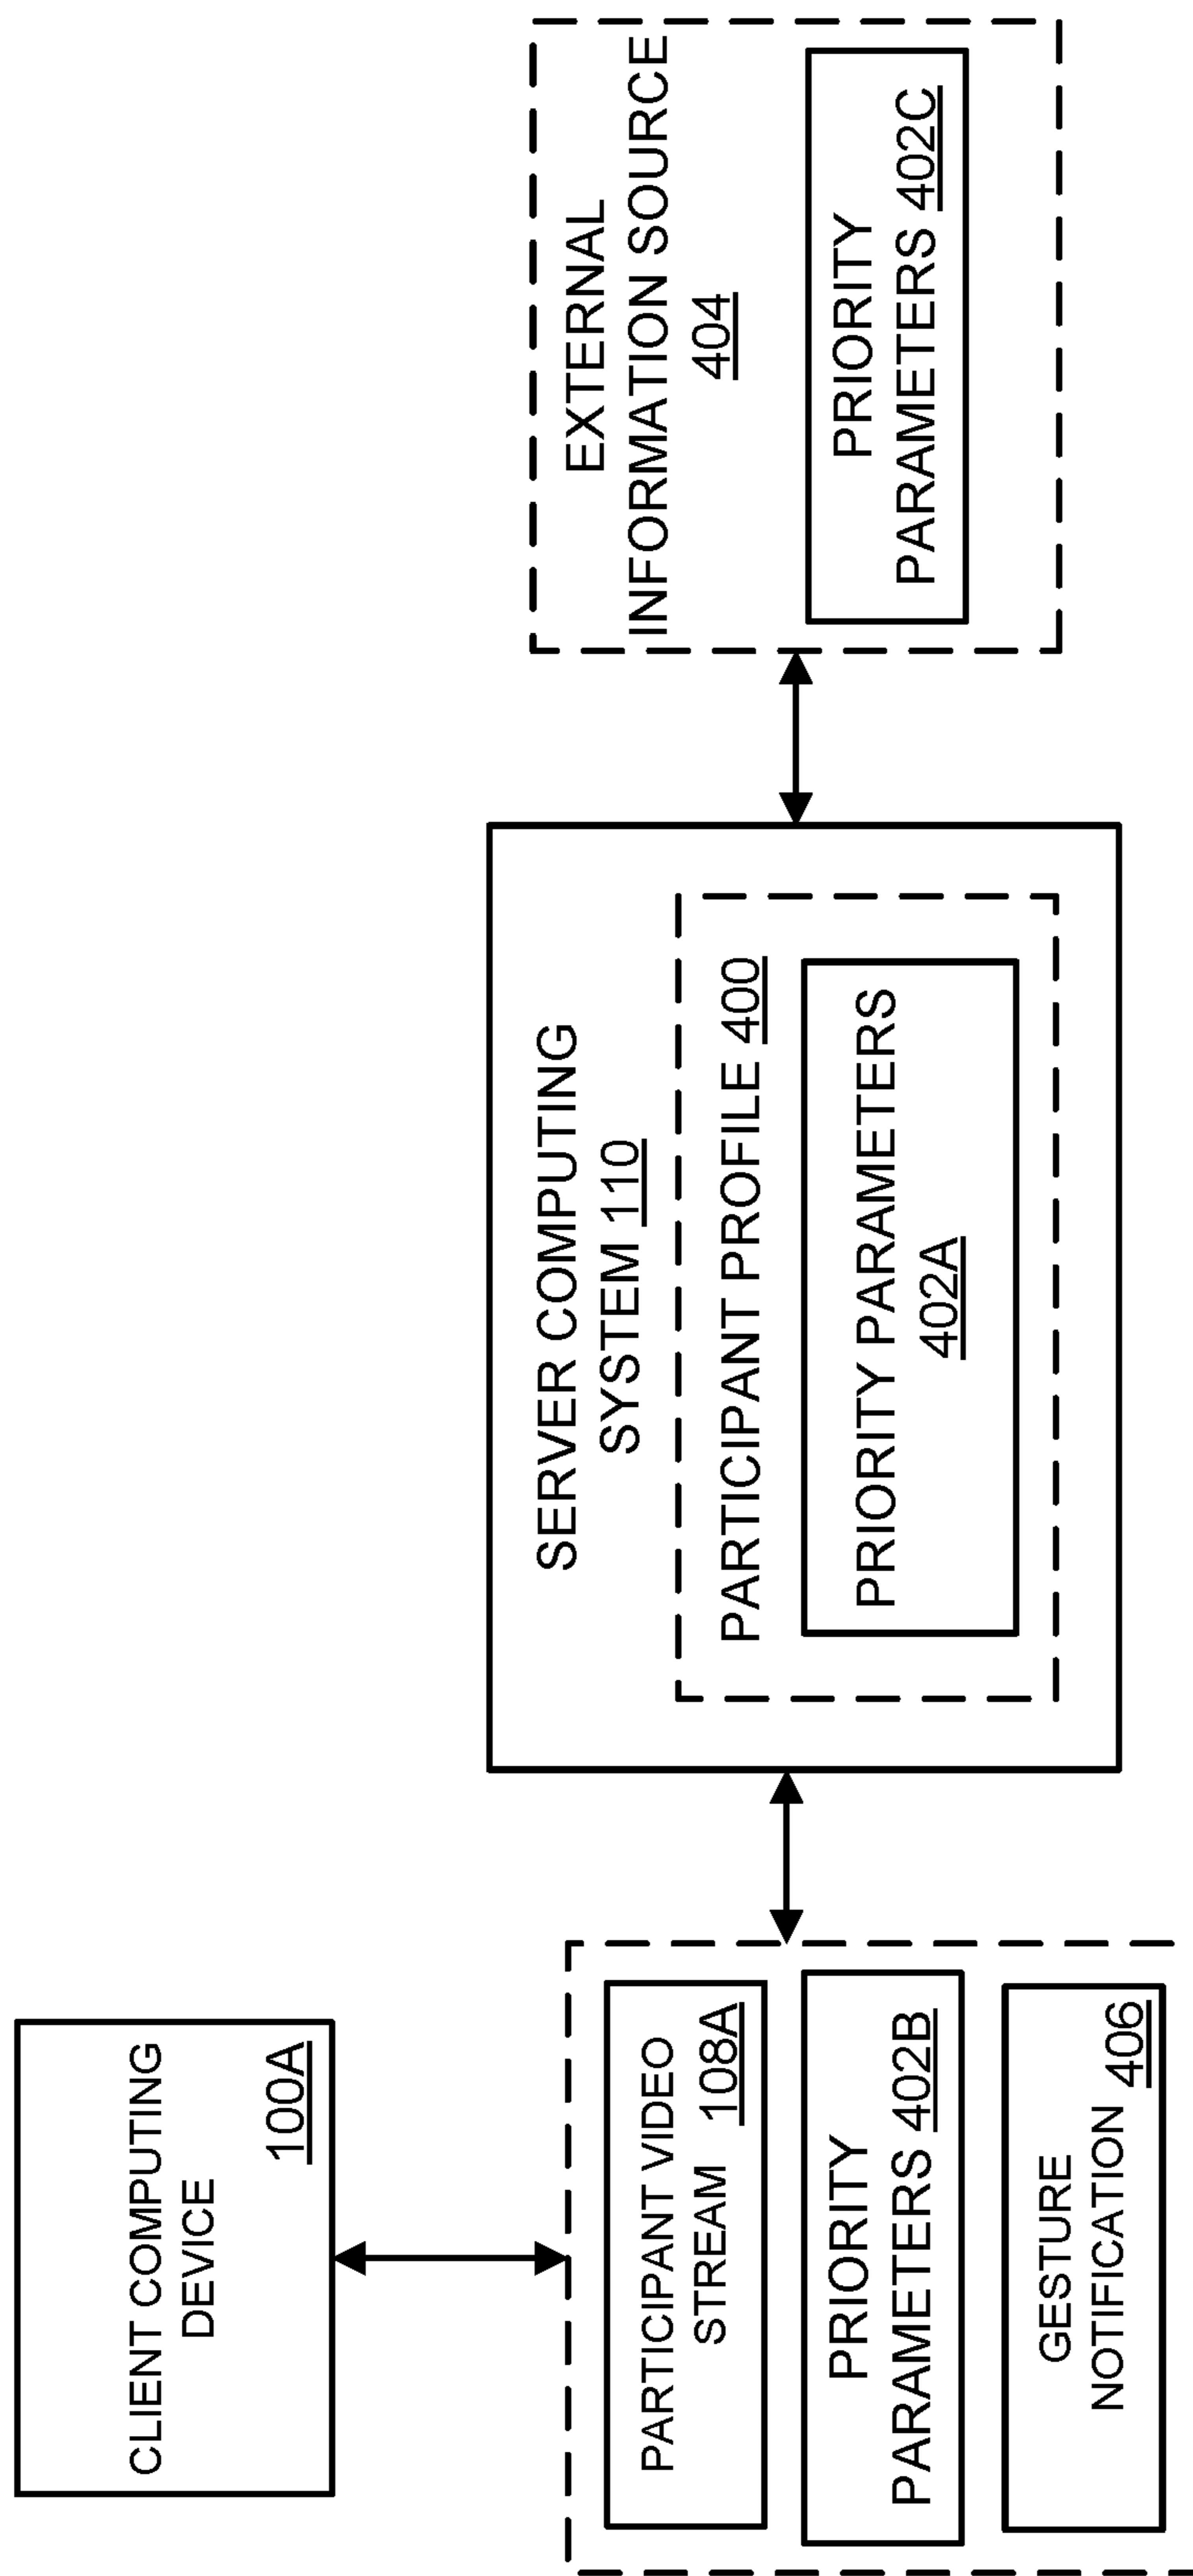 CLIENT COMPUTING
DEVICE
100A
PARTICIPANT VIDEO
STREAM 108A
PRIORITY
PARAMETERS 402B
GESTURE
NOTIFICATION 406
SERVER COMPUTING
SYSTEM 110
PARTICIPANT PROFILE 400
PRIORITY PARAMETERS
402A
EXTERNAL
INFORMATION SOURCE
404
PRIORITY
PARAMETERS 402C